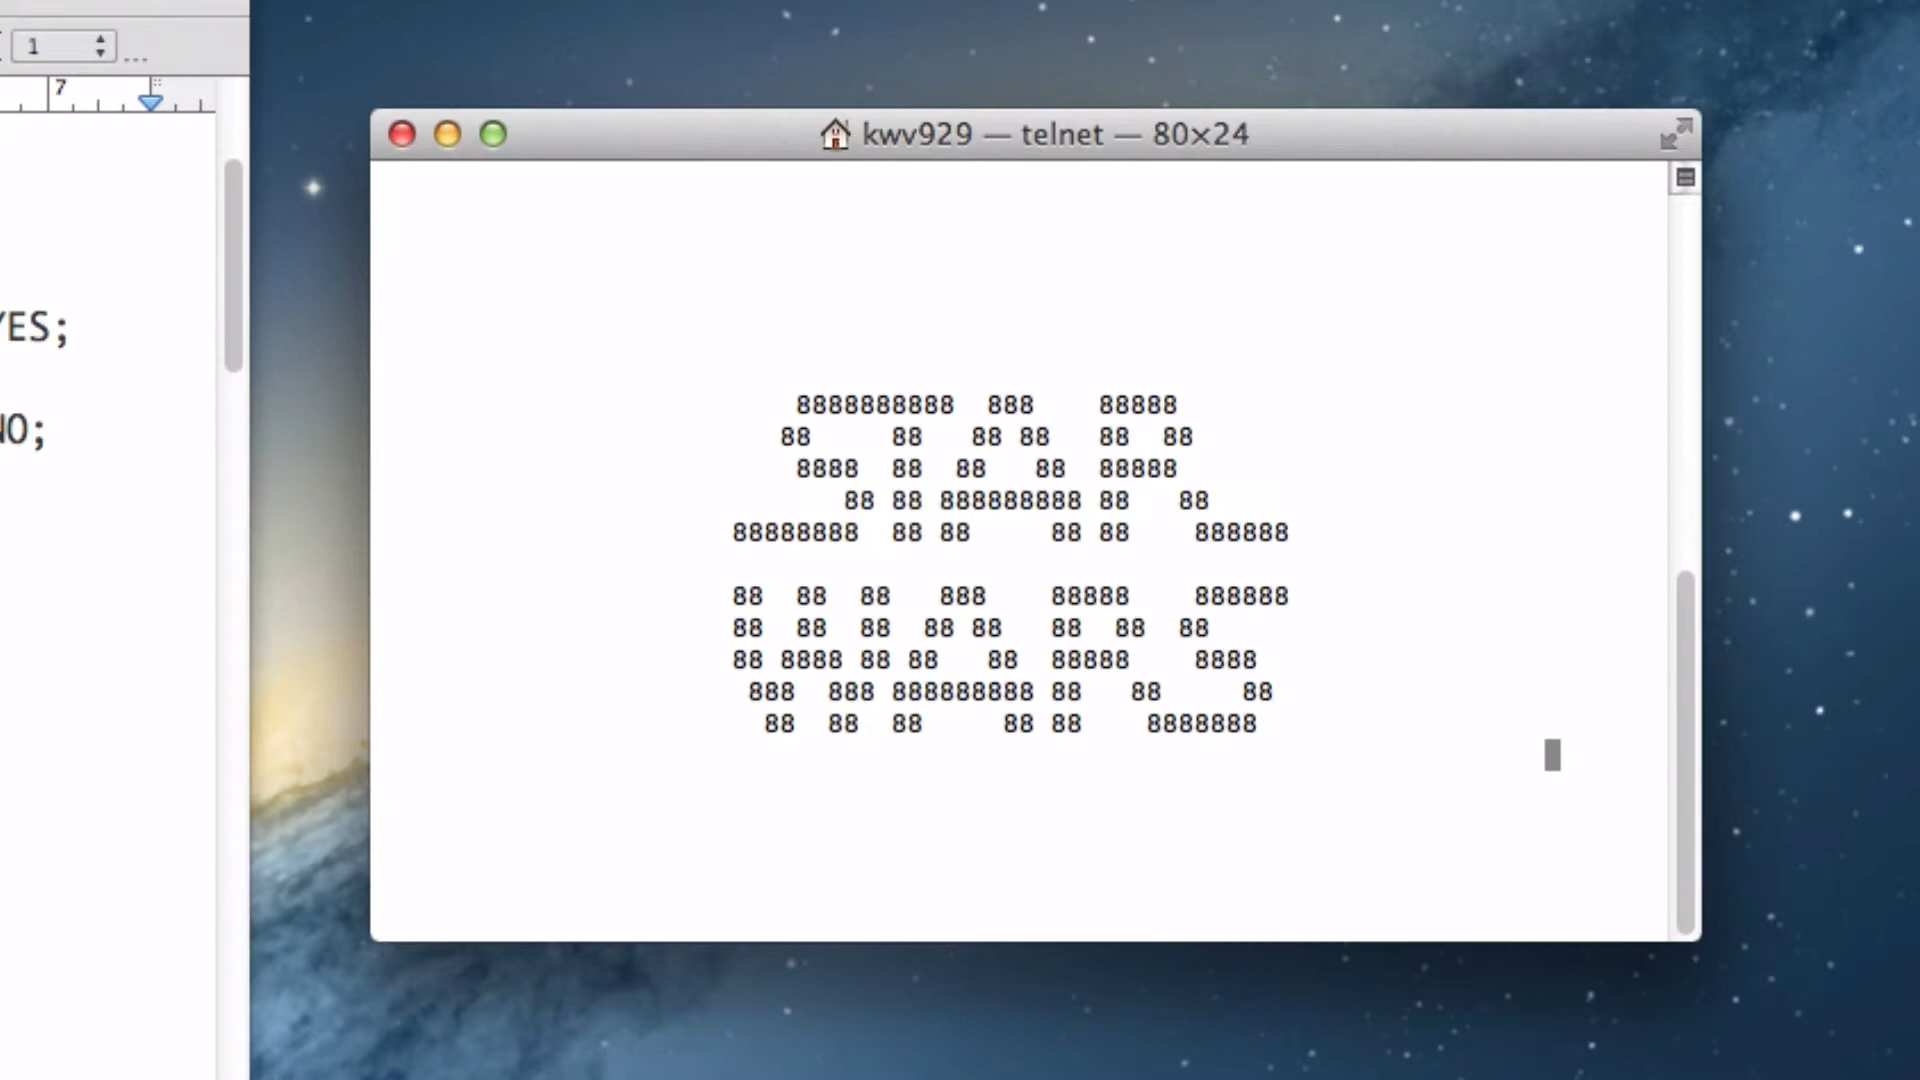 1
...
7
YES;
NO;
kwv929 — telnet — 80×24
     8888888888  888    88888
   88     88   88 88   88  88
    8888  88  88   88  88888
       88 88 888888888 88   88
88888888  88 88     88 88    888888

88  88  88   888    88888    888888
88  88  88  88 88   88  88  88
88 8888 88 88   88  88888    8888
 888  888 888888888 88   88     88
  88  88  88     88 88    8888888